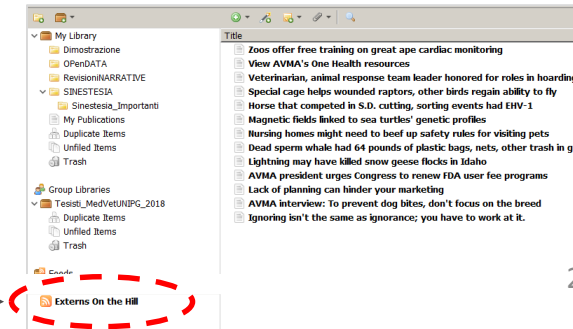 My Library
Dimostrazione
OPenDATA
RevisioniNARRATIVE
SINESTESIA
Sinestesia_Importanti
My Publications
Duplicate Items
Unfiled Items
Trash
Group Libraries
Tesisti_MedVetUNIPG_2018
Duplicate Items
Unfiled Items
Trash
Feeds
Externs On the Hill
Title
Zoos offer free training on great ape cardiac monitoring
View AVMA's One Health resources
Veterinarian, animal response team leader honored for roles in hoarding
Special cage helps wounded raptors, other birds regain ability to fly
Horse that competed in S.D. cutting, sorting events had EHV-1
Magnetic fields linked to sea turtles' genetic profiles
Nursing homes might need to beef up safety rules for visiting pets
Dead sperm whale had 64 pounds of plastic bags, nets, other trash in g
Lightning may have killed snow geese flocks in Idaho
AVMA president urges Congress to renew FDA user fee programs
Lack of planning can hinder your marketing
AVMA interview: To prevent dog bites, don't focus on the breed
Ignoring isn't the same as ignorance; you have to work at it.
2